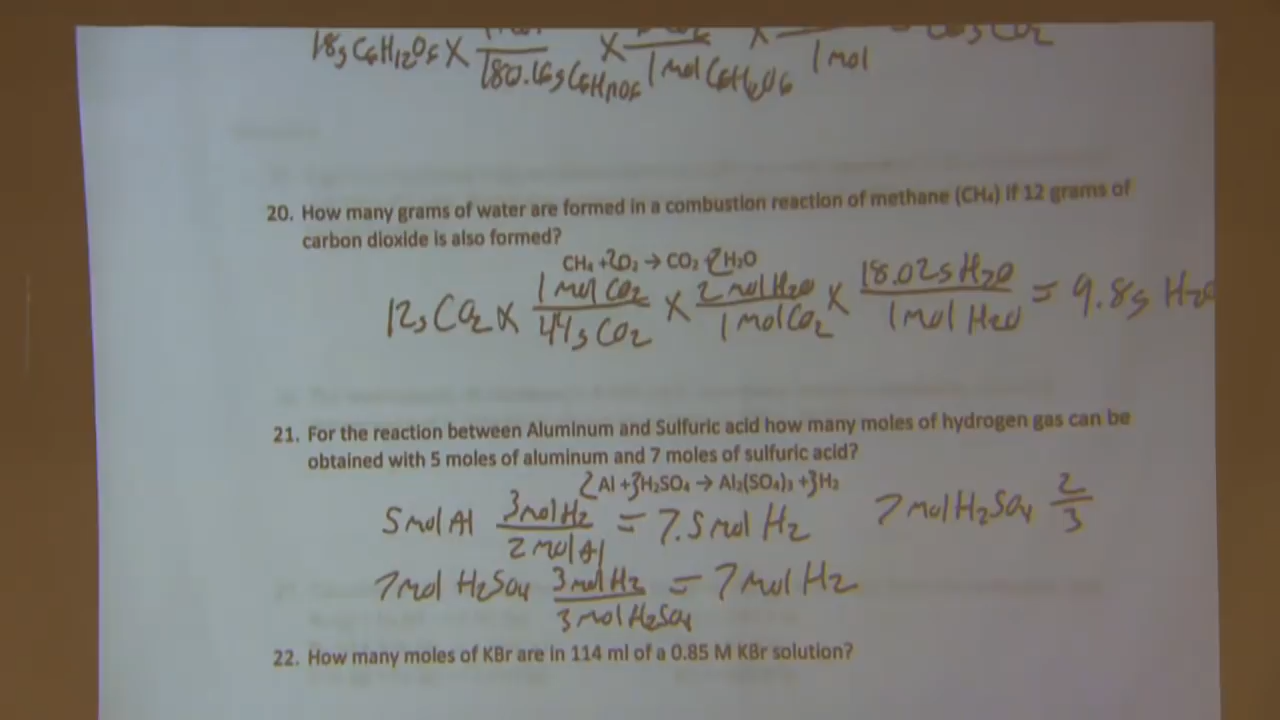 18g C6H12O6 X / 180.16g C6H12O6 X / 1 mol C6H12O6 X / 1 mol CO2
20. How many grams of water are formed in a combustion reaction of methane (CH₄) if 12 grams of
carbon dioxide is also formed?
CH₄ +2O₂ → CO₂ +2H₂O
12g CO2 X 1 mol CO2 / 44g CO2 X 2 mol H2O / 1 mol CO2 X 18.02g H2O / 1 mol H2O = 9.8g H2O
21. For the reaction between Aluminum and Sulfuric acid how many moles of hydrogen gas can be
obtained with 5 moles of aluminum and 7 moles of sulfuric acid?
2Al +3H₂SO₄ → Al₂(SO₄)₃ +3H₂
5 mol Al 3 mol H2 / 2 mol Al = 7.5 mol H2 7 mol H2SO4 2/3
7 mol H2SO4 3 mol H2 / 3 mol H2SO4 = 7 mol H2
22. How many moles of KBr are in 114 ml of a 0.85 M KBr solution?